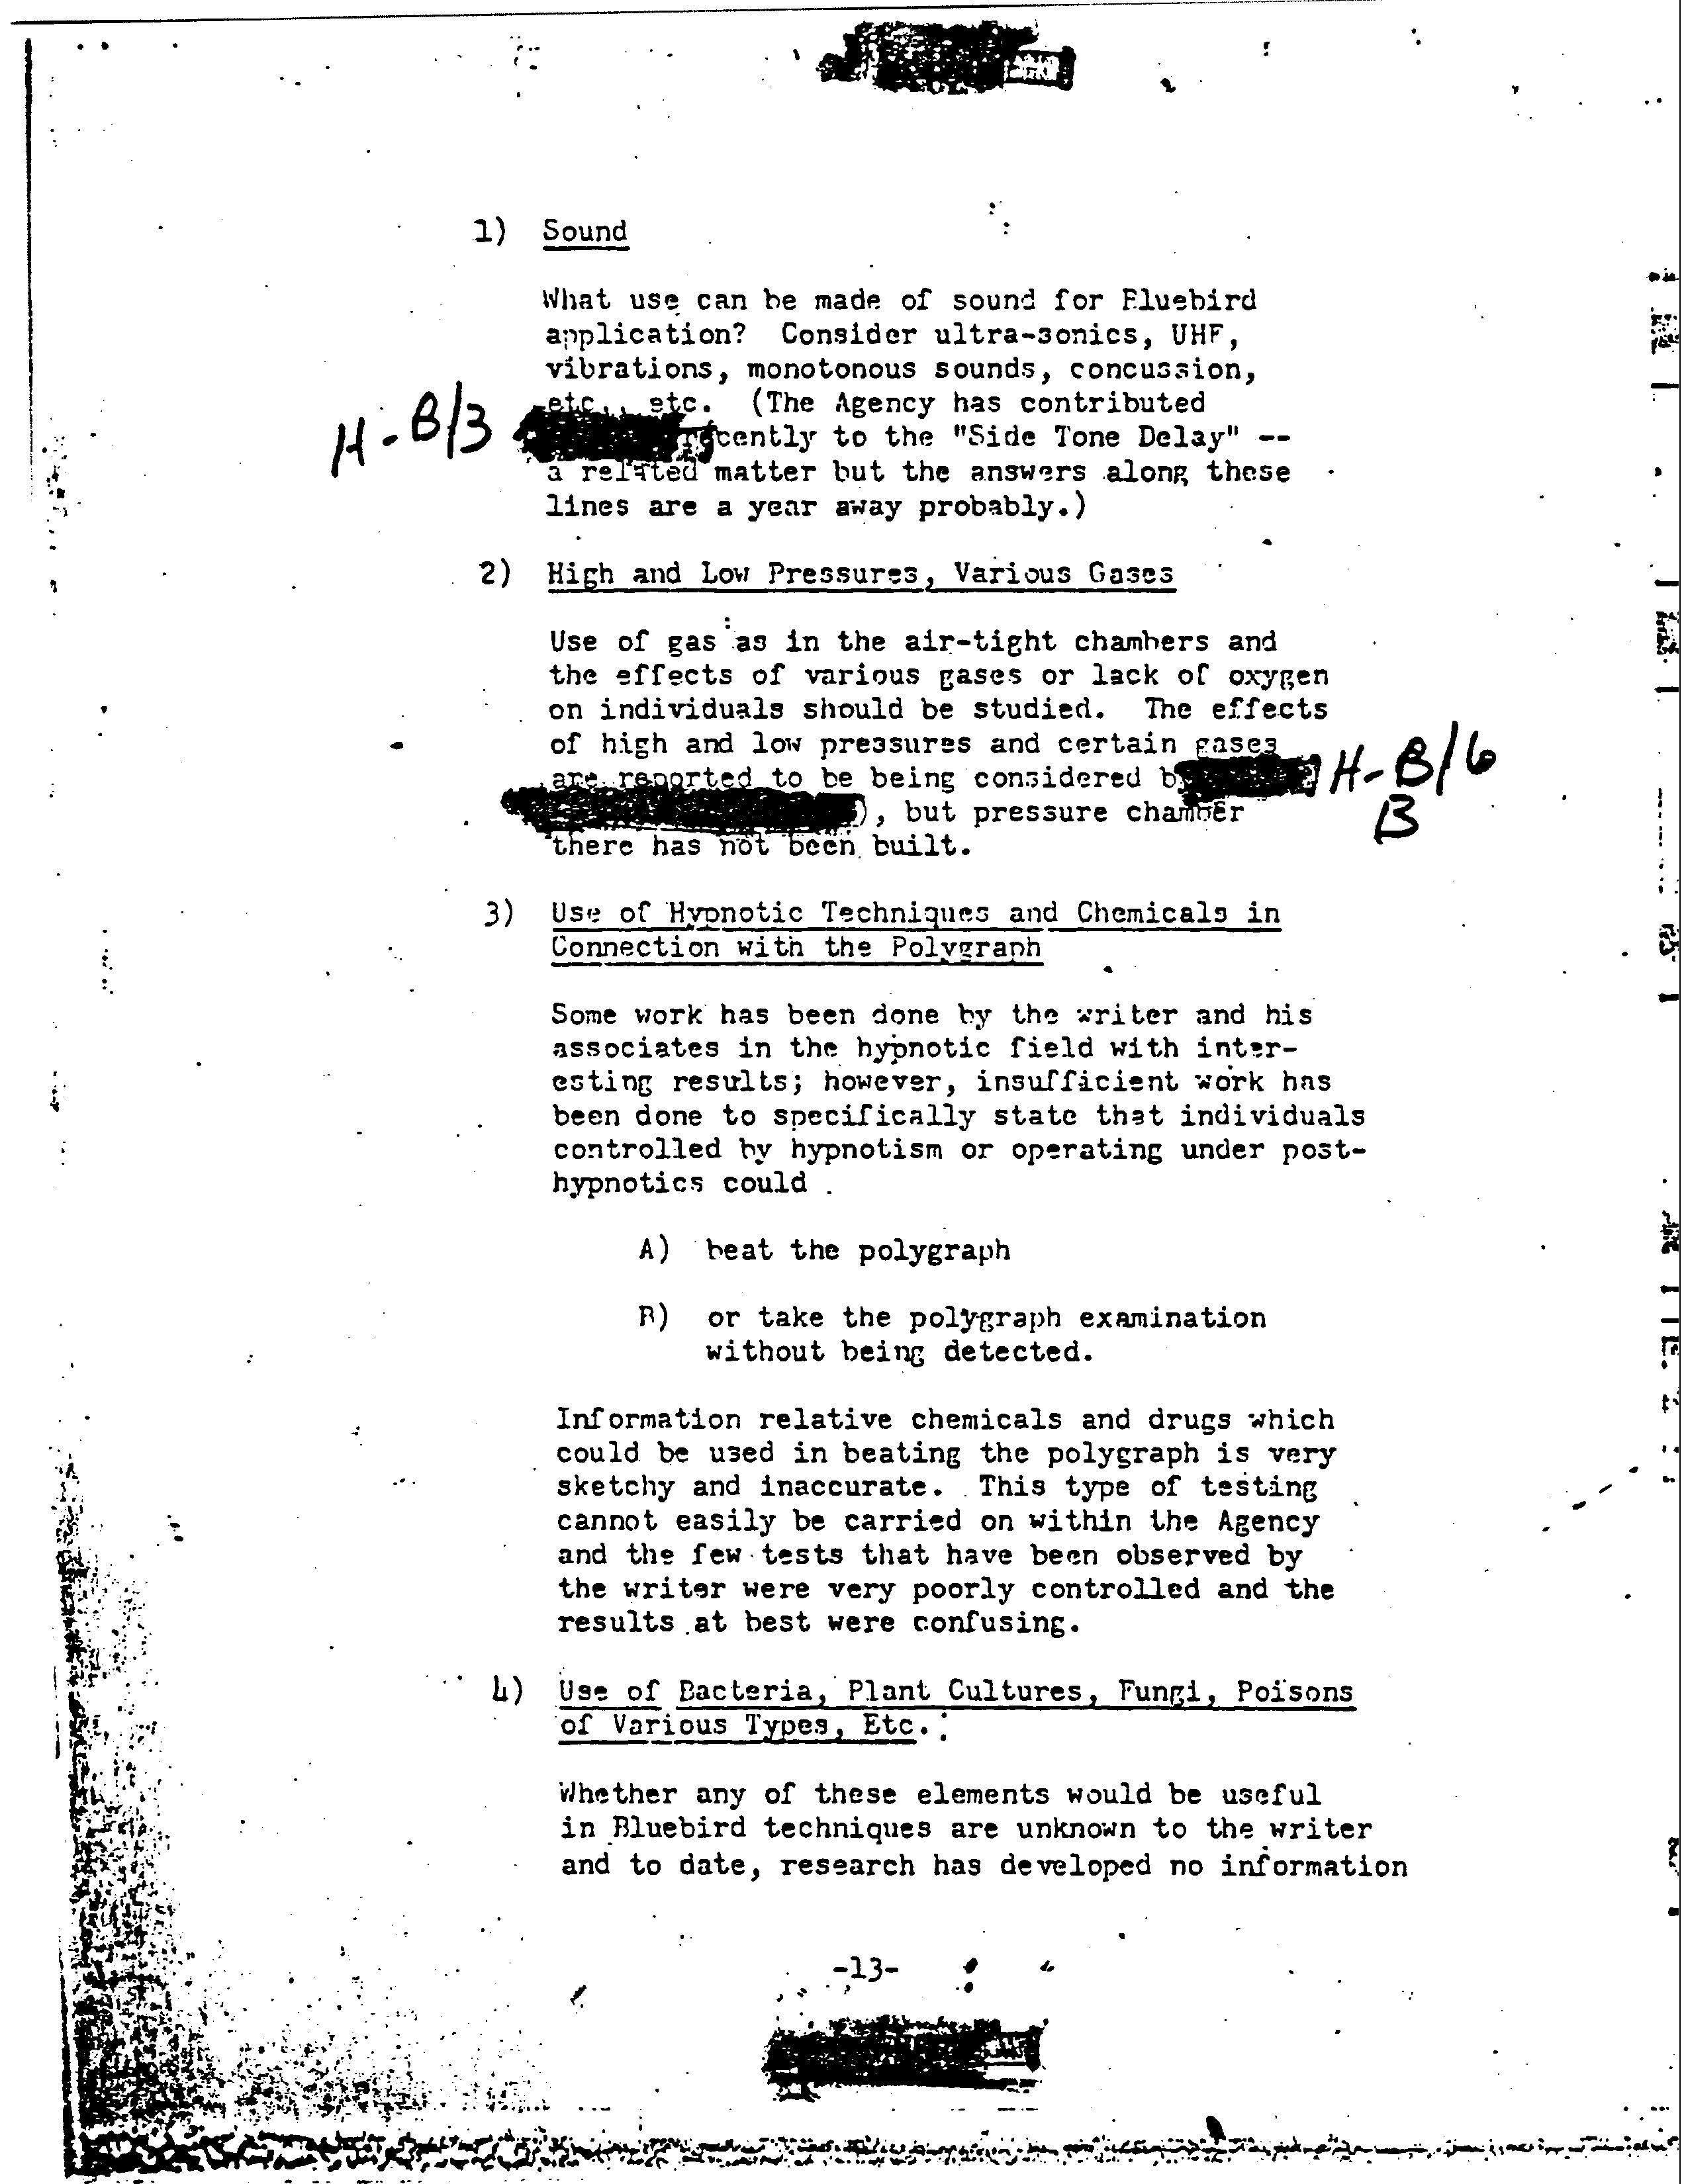 1) Sound
What use can be made of sound for Bluebird
application? Consider ultra-sonics, UHF,
vibrations, monotonous sounds, concussion,
etc., etc. (The Agency has contributed
H-B/3 recently to the "Side Tone Delay" --
a related matter but the answers along these
lines are a year away probably.)
2) High and Low Pressures, Various Gases
Use of gas as in the air-tight chambers and
the effects of various gases or lack of oxygen
on individuals should be studied. The effects
of high and low pressures and certain gases
are reported to be being considered by H-B/6
), but pressure chamber B
there has not been built.
3) Use of Hypnotic Techniques and Chemicals in
Connection with the Polygraph
Some work has been done by the writer and his
associates in the hypnotic field with inter-
esting results; however, insufficient work has
been done to specifically state that individuals
controlled by hypnotism or operating under post-
hypnotics could
A) beat the polygraph
B) or take the polygraph examination
without being detected.
Information relative chemicals and drugs which
could be used in beating the polygraph is very
sketchy and inaccurate. This type of testing
cannot easily be carried on within the Agency
and the few tests that have been observed by
the writer were very poorly controlled and the
results at best were confusing.
4) Use of Bacteria, Plant Cultures, Fungi, Poisons
of Various Types, Etc.
Whether any of these elements would be useful
in Bluebird techniques are unknown to the writer
and to date, research has developed no information
-13-